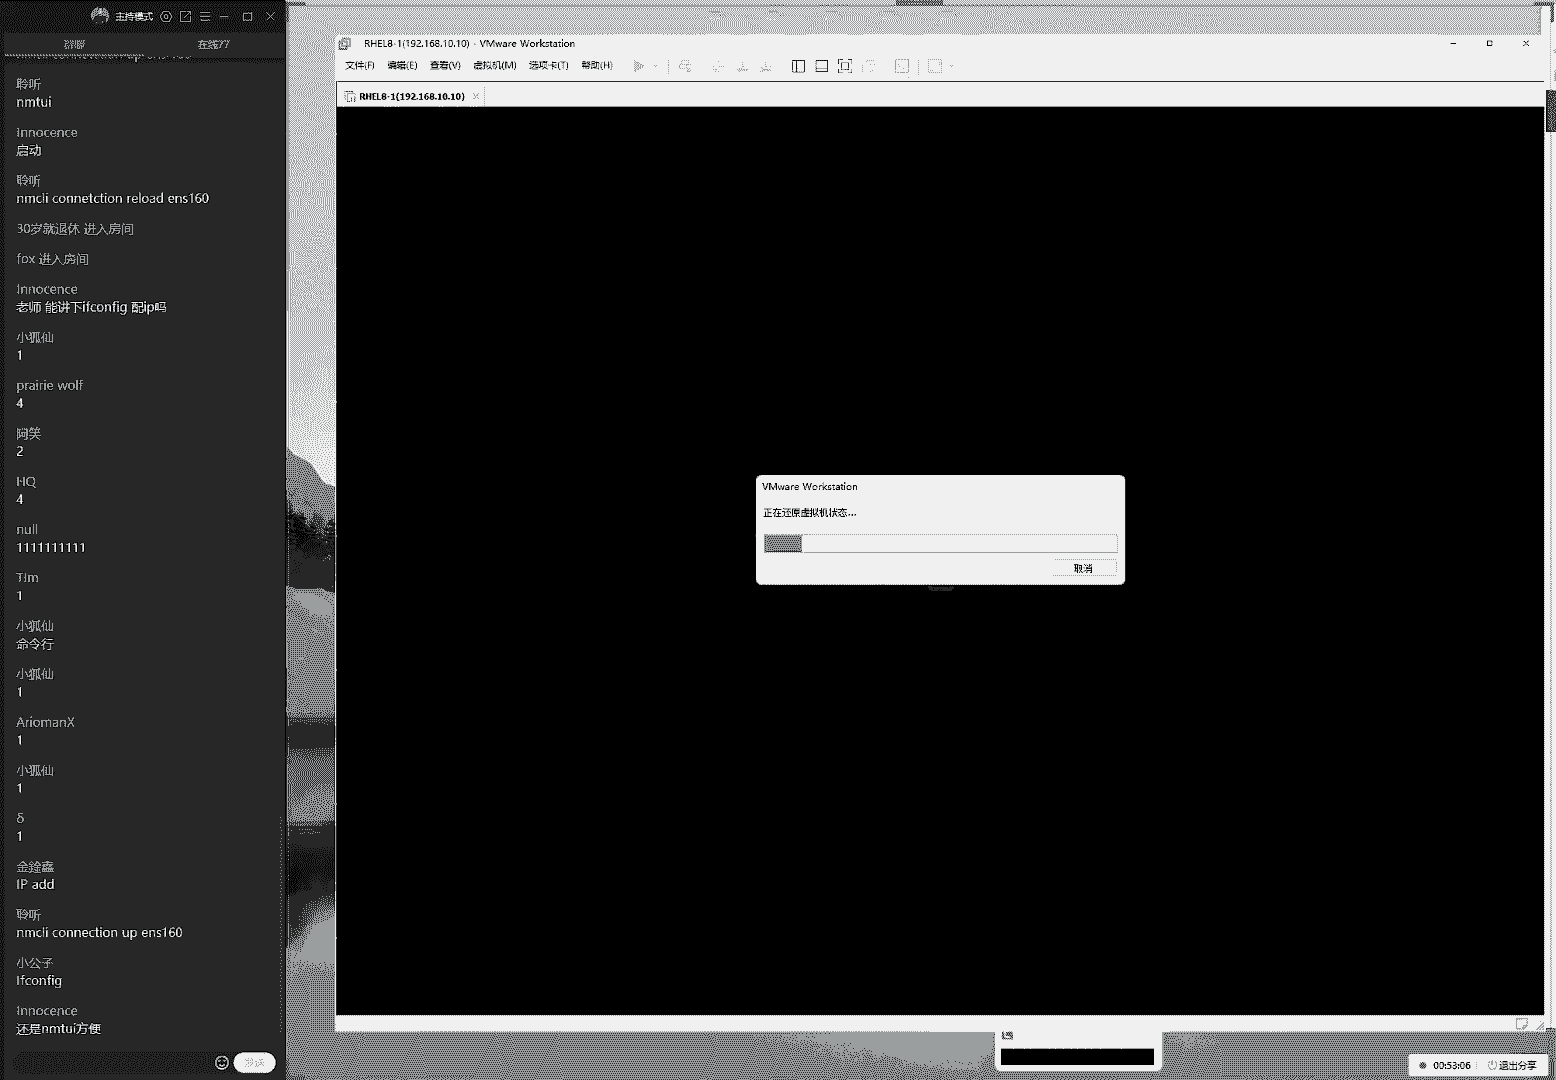 主持模式
群聊
在线77
聆听
nmtui
Innocence
启动
聆听
nmcli connetction reload ens160
30岁就退休 进入房间
fox 进入房间
Innocence
老师 能讲下ifconfig 配ip吗
小狐仙
1
prairie wolf
4
阿笑
2
HQ
4
null
1111111111
Tim
1
小狐仙
命令行
小狐仙
1
AriomanX
1
小狐仙
1
δ
1
金鑫鑫
IP add
聆听
nmcli connection up ens160
小公子
Ifconfig
Innocence
还是nmtui方便
发送
RHEL8-1(192.168.10.10) - VMware Workstation
文件(F) 编辑(E) 查看(V) 虚拟机(M) 选项卡(T) 帮助(H)
RHEL8-1(192.168.10.10)
VMware Workstation
正在还原虚拟机状态...
取消
00:53:06 退出分享